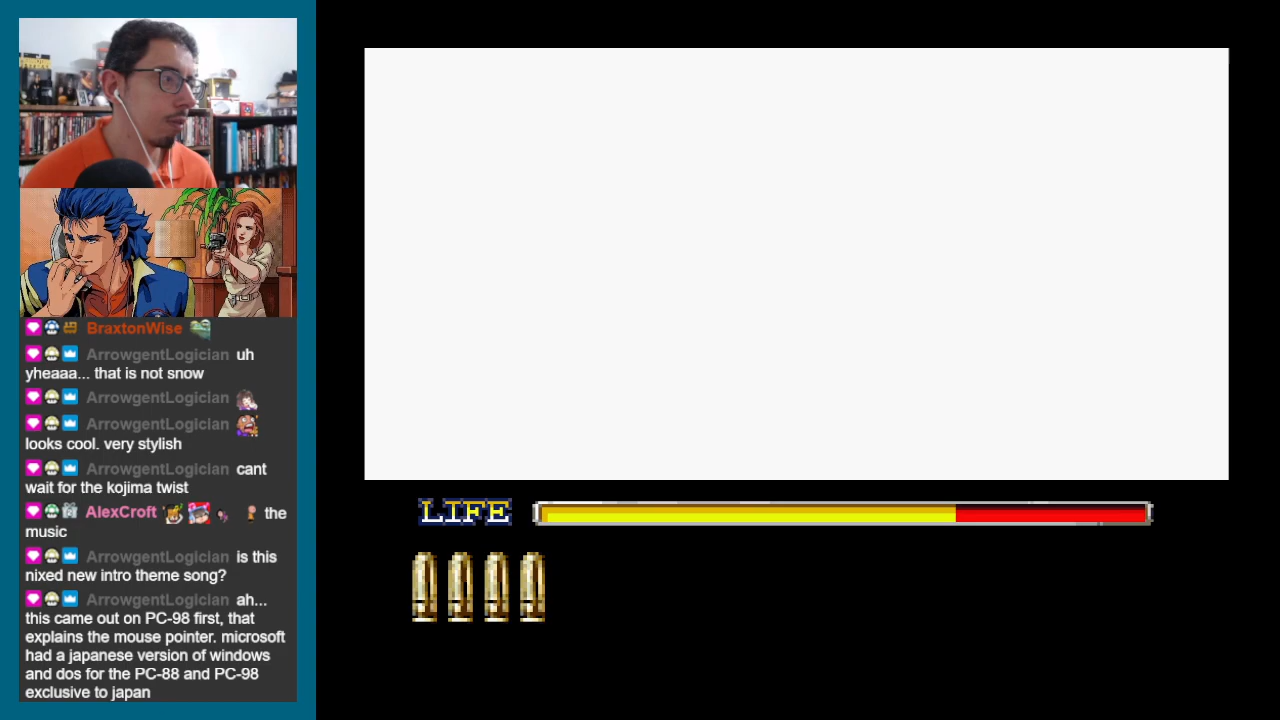 BraxtonWise
ArrowgentLogician uh
yheaaa... that is not snow
ArrowgentLogician
ArrowgentLogician
looks cool. very stylish
ArrowgentLogician cant
wait for the kojima twist
AlexCroft the
music
ArrowgentLogician is this
nixed new intro theme song?
ArrowgentLogician ah...
this came out on PC-98 first, that
explains the mouse pointer. microsoft
had a japanese version of windows
and dos for the PC-88 and PC-98
exclusive to japan
LIFE